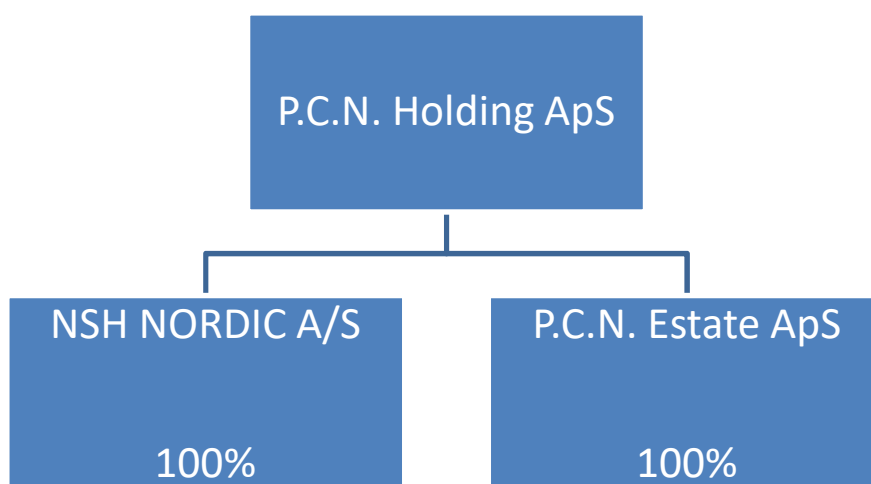 P.C.N. Holding ApS
NSH NORDIC A/S
100%
P.C.N. Estate ApS
100%